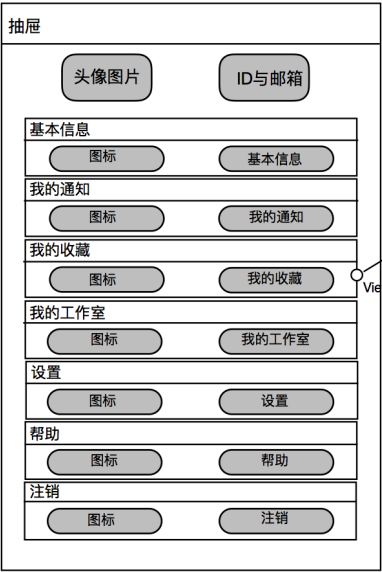 抽屉
头像图片 ID与邮箱
基本信息
图标 基本信息
我的通知
图标 我的通知
我的收藏
图标 我的收藏
Vie
我的工作室
图标 我的工作室
设置
图标 设置
帮助
图标 帮助
注销
图标 注销